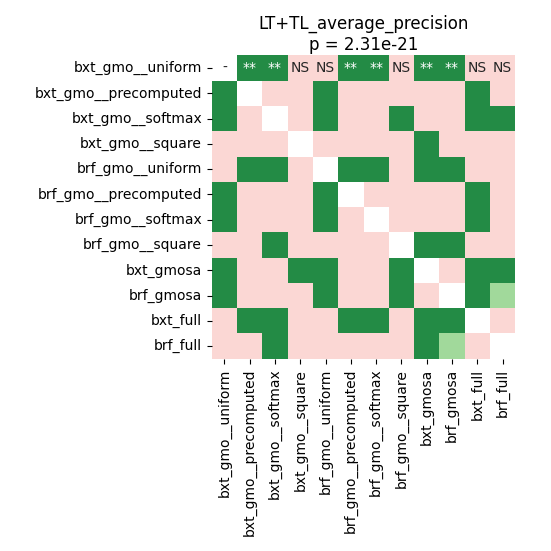 LT+TL_average_precision
p = 2.31e-21
bxt_gmo__uniform - ** ** NS NS ** ** NS ** ** NS NS
bxt_gmo__precomputed
bxt_gmo__softmax
bxt_gmo__square
brf_gmo__uniform
brf_gmo__precomputed
brf_gmo__softmax
brf_gmo__square
bxt_gmosa
brf_gmosa
bxt_full
brf_full
bxt_gmo__uniform
bxt_gmo__precomputed
bxt_gmo__softmax
bxt_gmo__square
brf_gmo__uniform
brf_gmo__precomputed
brf_gmo__softmax
brf_gmo__square
bxt_gmosa
brf_gmosa
bxt_full
brf_full